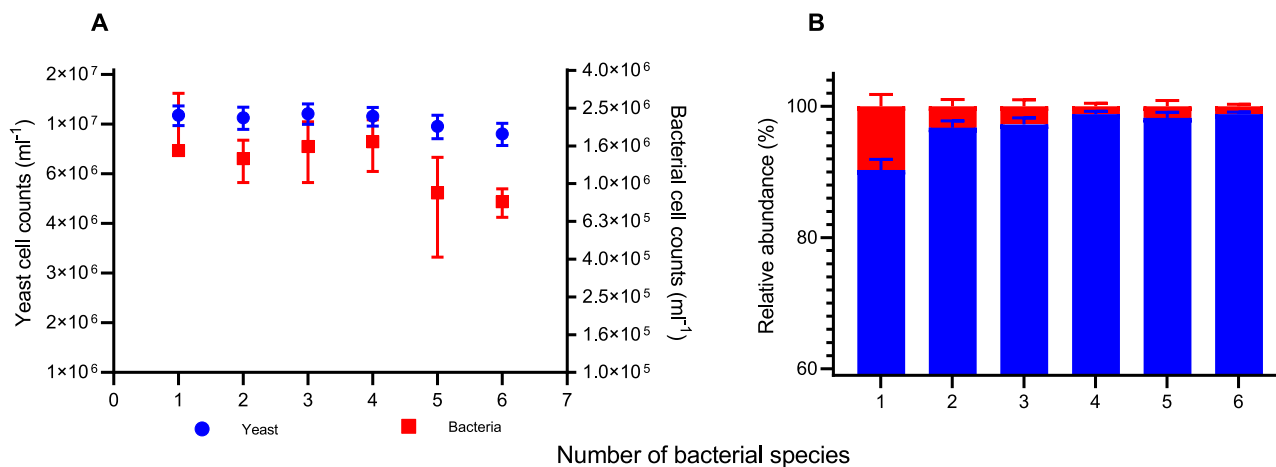 A
B
Yeast cell counts (ml⁻¹)
2×10⁷
1×10⁷
6×10⁶
4×10⁶
3×10⁶
2×10⁶
1×10⁶
0 1 2 3 4 5 6 7
4.0×10⁶
2.5×10⁶
1.6×10⁶
1.0×10⁶
6.3×10⁵
4.0×10⁵
2.5×10⁵
1.6×10⁵
1.0×10⁵
Bacterial cell counts (ml⁻¹)
Yeast Bacteria
Relative abundance (%)
100
80
60
1 2 3 4 5 6
Number of bacterial species